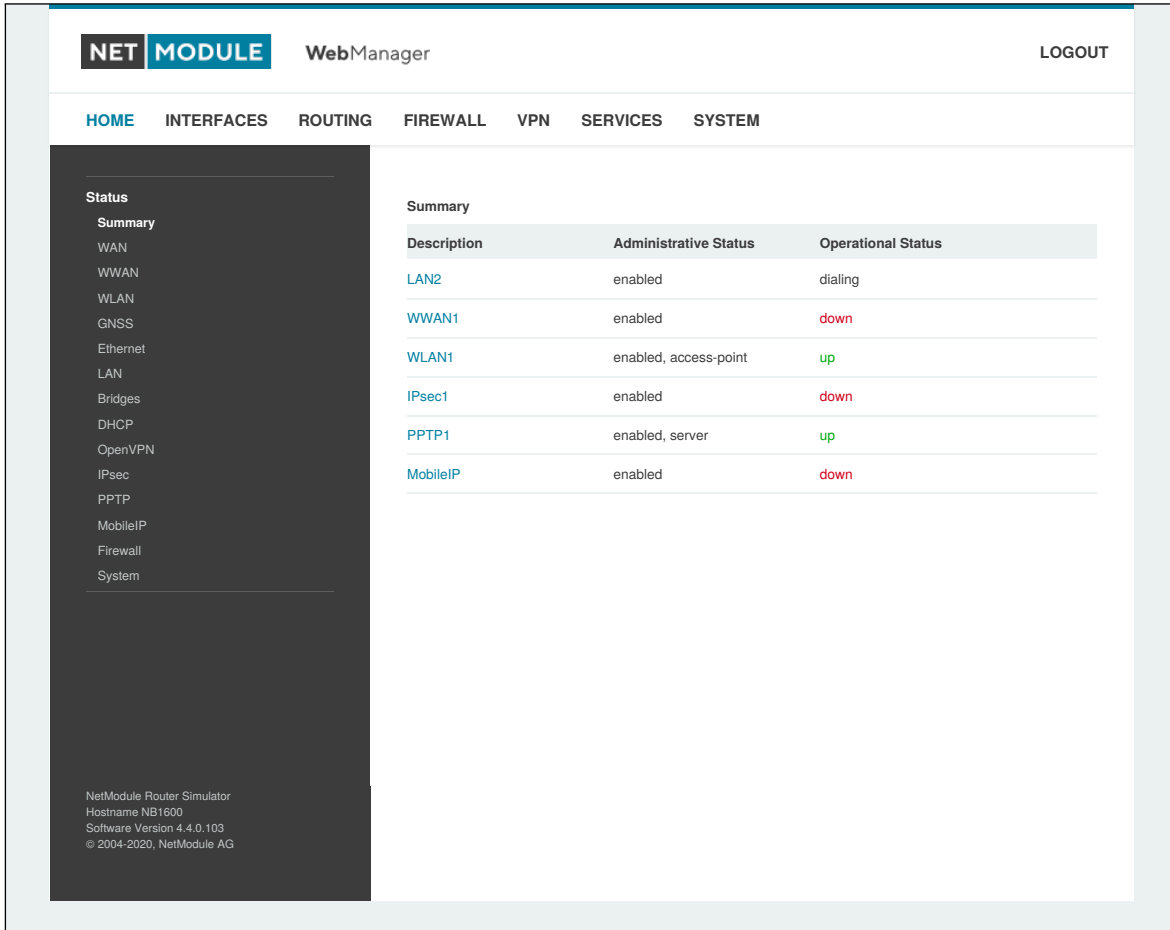 NET MODULE WebManager LOGOUT
HOME INTERFACES ROUTING FIREWALL VPN SERVICES SYSTEM
Status
Summary
WAN
WWAN
WLAN
GNSS
Ethernet
LAN
Bridges
DHCP
OpenVPN
IPsec
PPTP
MobileIP
Firewall
System
NetModule Router Simulator
Hostname NB1600
Software Version 4.4.0.103
© 2004-2020, NetModule AG
Summary
Description Administrative Status Operational Status
LAN2 enabled dialing
WWAN1 enabled down
WLAN1 enabled, access-point up
IPsec1 enabled down
PPTP1 enabled, server up
MobileIP enabled down